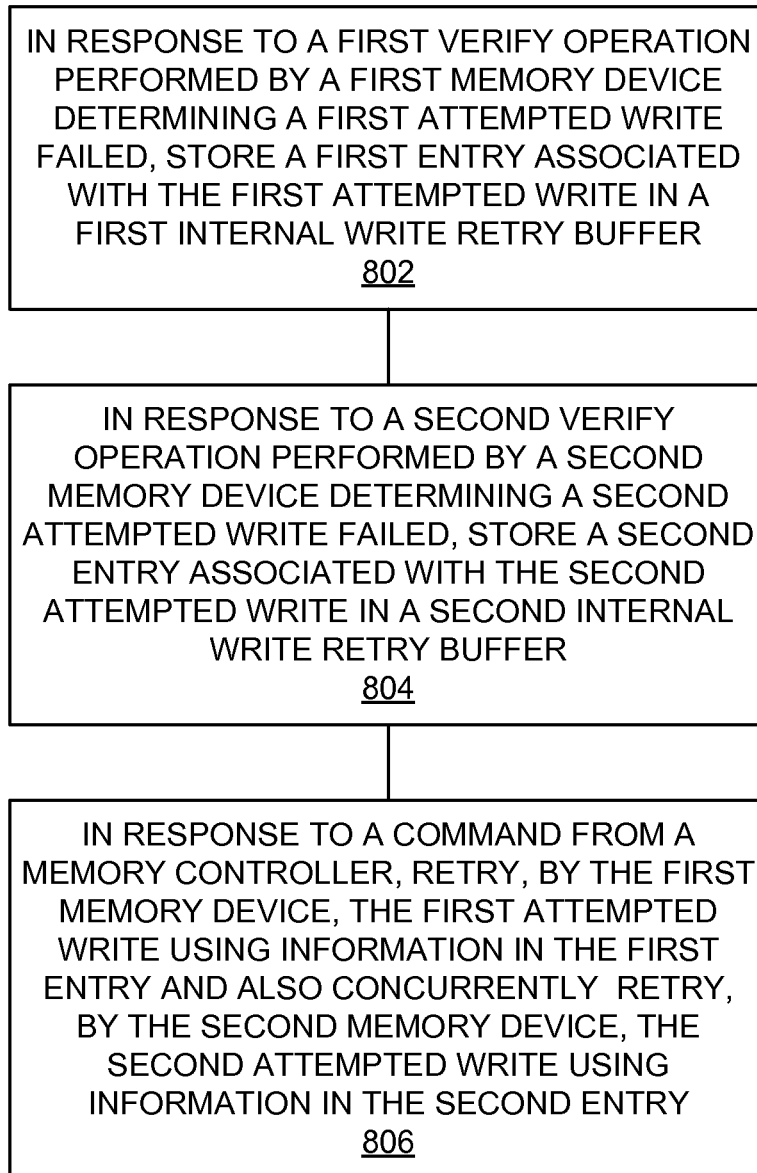 IN RESPONSE TO A FIRST VERIFY OPERATION
PERFORMED BY A FIRST MEMORY DEVICE
DETERMINING A FIRST ATTEMPTED WRITE
FAILED, STORE A FIRST ENTRY ASSOCIATED
WITH THE FIRST ATTEMPTED WRITE IN A
FIRST INTERNAL WRITE RETRY BUFFER
802
IN RESPONSE TO A SECOND VERIFY
OPERATION PERFORMED BY A SECOND
MEMORY DEVICE DETERMINING A SECOND
ATTEMPTED WRITE FAILED, STORE A SECOND
ENTRY ASSOCIATED WITH THE SECOND
ATTEMPTED WRITE IN A SECOND INTERNAL
WRITE RETRY BUFFER
804
IN RESPONSE TO A COMMAND FROM A
MEMORY CONTROLLER, RETRY, BY THE FIRST
MEMORY DEVICE, THE FIRST ATTEMPTED
WRITE USING INFORMATION IN THE FIRST
ENTRY AND ALSO CONCURRENTLY RETRY,
BY THE SECOND MEMORY DEVICE, THE
SECOND ATTEMPTED WRITE USING
INFORMATION IN THE SECOND ENTRY
806